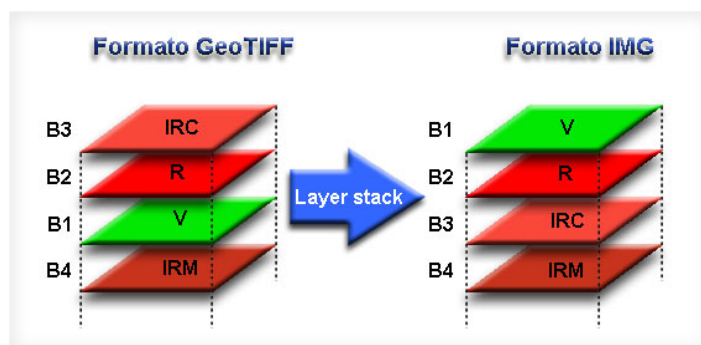 Formato GeoTIFF
Formato IMG
B3 IRC
B2 R
B1 V
B4 IRM
Layer stack
B1 V
B2 R
B3 IRC
B4 IRM